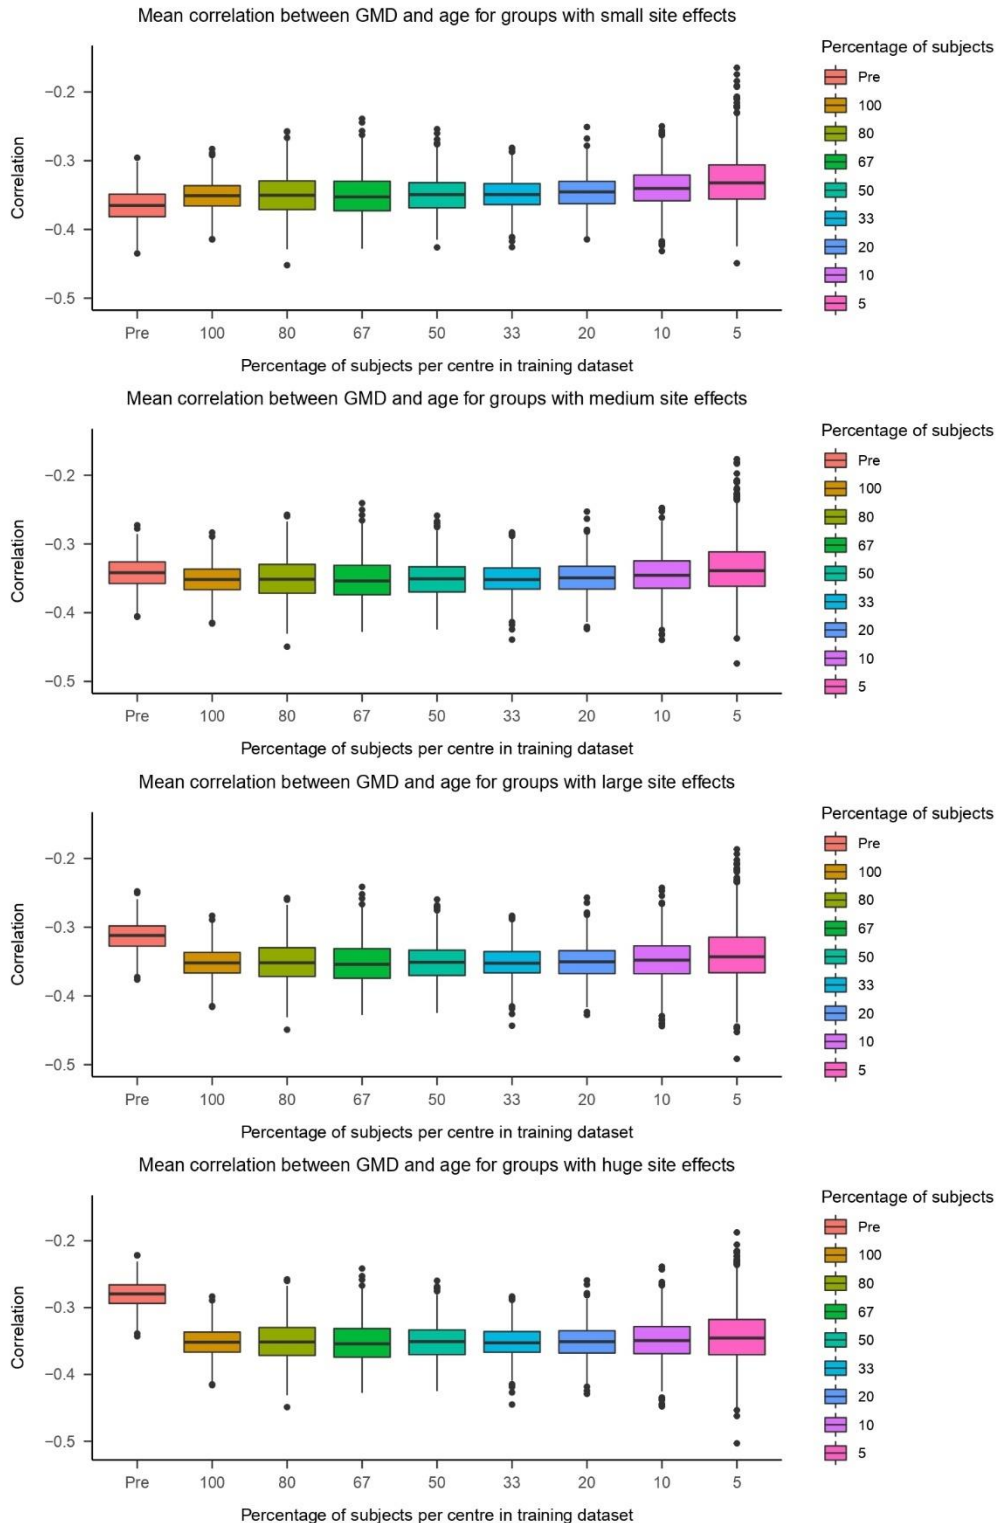 Mean correlation between GMD and age for groups with small site effects
Correlation
−0.2
−0.3
−0.4
−0.5
Pre 100 80 67 50 33 20 10 5
Percentage of subjects per centre in training dataset
Percentage of subjects
Pre
100
80
67
50
33
20
10
5
Mean correlation between GMD and age for groups with medium site effects
Correlation
−0.2
−0.3
−0.4
−0.5
Pre 100 80 67 50 33 20 10 5
Percentage of subjects per centre in training dataset
Percentage of subjects
Pre
100
80
67
50
33
20
10
5
Mean correlation between GMD and age for groups with large site effects
Correlation
−0.2
−0.3
−0.4
−0.5
Pre 100 80 67 50 33 20 10 5
Percentage of subjects per centre in training dataset
Percentage of subjects
Pre
100
80
67
50
33
20
10
5
Mean correlation between GMD and age for groups with huge site effects
Correlation
−0.2
−0.3
−0.4
−0.5
Pre 100 80 67 50 33 20 10 5
Percentage of subjects per centre in training dataset
Percentage of subjects
Pre
100
80
67
50
33
20
10
5